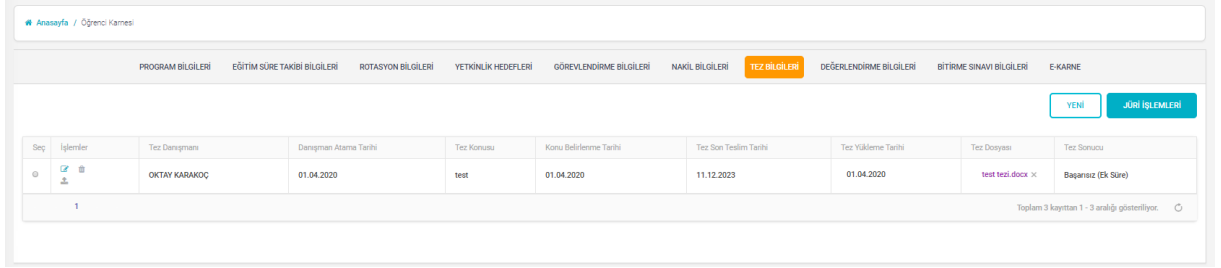 Anasayfa / Öğrenci Karnesi
PROGRAM BİLGİLERİ EĞİTİM SÜRE TAKİBİ BİLGİLERİ ROTASYON BİLGİLERİ YETKİNLİK HEDEFLERİ GÖREVLENDİRME BİLGİLERİ NAKİL BİLGİLERİ TEZ BİLGİLERİ DEĞERLENDİRME BİLGİLERİ BİTİRME SINAVI BİLGİLERİ E-KARNE
YENİ JÜRİ İŞLEMLERİ
Seç İşlemler Tez Danışmanı Danışman Atama Tarihi Tez Konusu Konu Belirlenme Tarihi Tez Son Teslim Tarihi Tez Yükleme Tarihi Tez Dosyası Tez Sonucu
OKTAY KARAKOÇ 01.04.2020 test 01.04.2020 11.12.2023 01.04.2020 test tezi.docx × Başarısız (Ek Süre)
1 Toplam 3 kayıttan 1 - 3 aralığı gösteriliyor.